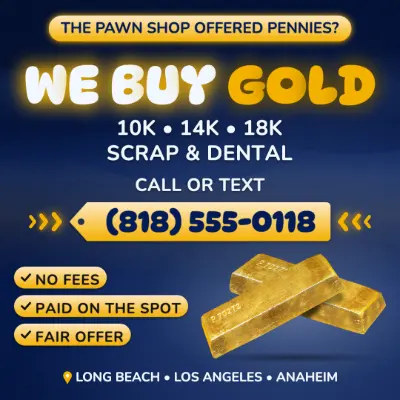 THE PAWN SHOP OFFERED PENNIES?
WE BUY GOLD
10K • 14K • 18K
SCRAP & DENTAL
CALL OR TEXT
(818) 555-0118
NO FEES
PAID ON THE SPOT
FAIR OFFER
LONG BEACH • LOS ANGELES • ANAHEIM